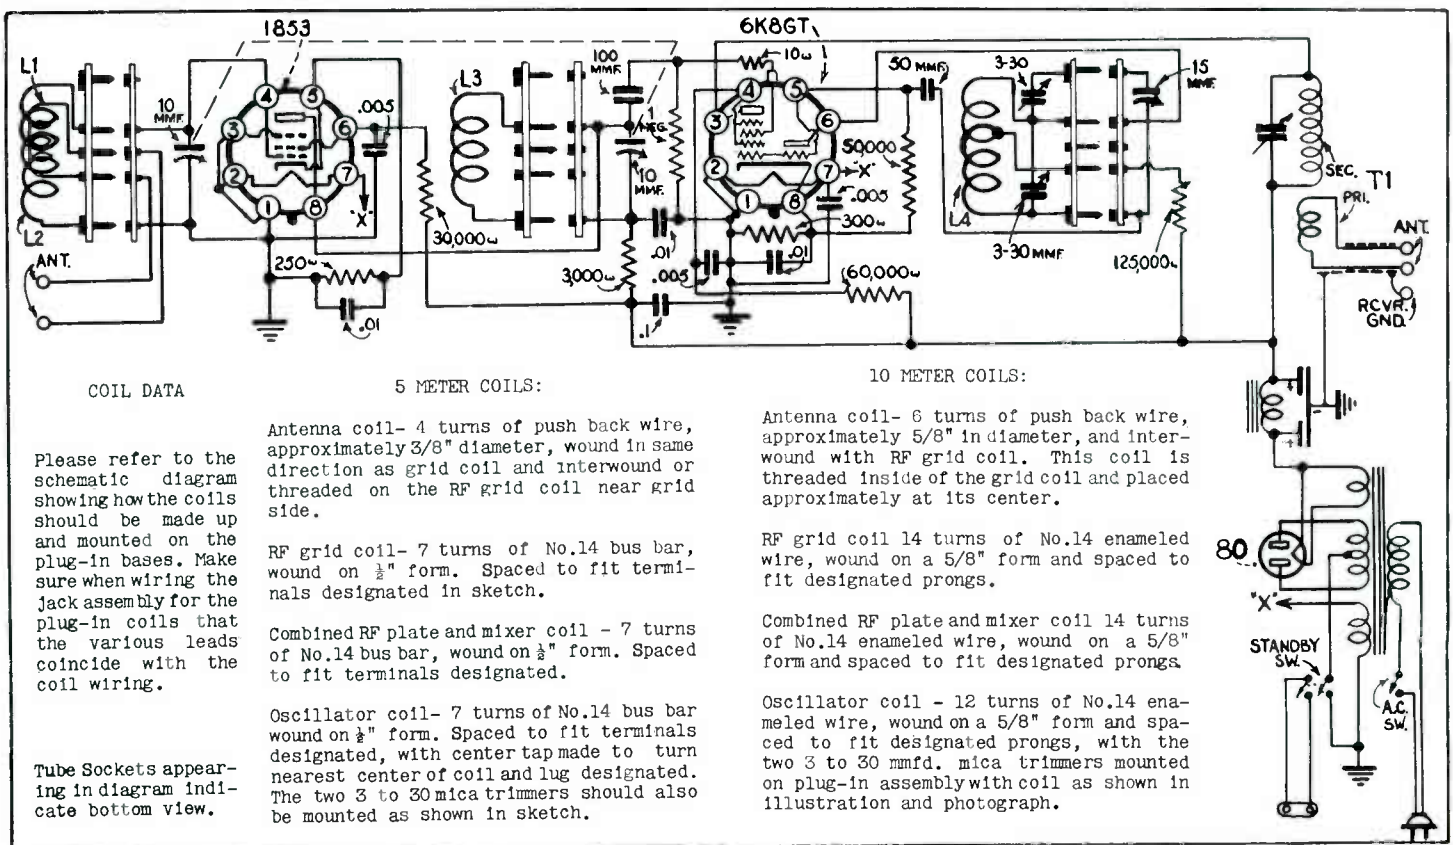 1853
6K8GT
L1
10 MMF.
4
5
3
6
2
7
1
8
.005
"X"
L2
ANT.
250ω
.01
30,000ω
L3
100 MMF.
1 MEG.
10 MMF.
.01
3,000ω
.1
10ω
4
5
3
6
2
7
1
8
"X"
.005
300ω
.01
.005
60,000ω
50 MMF.
50,000
3-30
L4
3-30 MMF
15 MMF.
125,000ω
SEC.
T1
PRI.
ANT.
RCVR.
GND.
80
"X"
STANDBY
SW.
A.C.
SW.
COIL DATA
Please refer to the
schematic diagram
showing how the coils
should be made up
and mounted on the
plug-in bases. Make
sure when wiring the
jack assembly for the
plug-in coils that
the various leads
coincide with the
coil wiring.
Tube Sockets appear-
ing in diagram indi-
cate bottom view.
5 METER COILS:
Antenna coil- 4 turns of push back wire,
approximately 3/8" diameter, wound in same
direction as grid coil and interwound or
threaded on the RF grid coil near grid
side.
RF grid coil- 7 turns of No.14 bus bar,
wound on ½" form. Spaced to fit termi-
nals designated in sketch.
Combined RF plate and mixer coil - 7 turns
of No.14 bus bar, wound on ½" form. Spaced
to fit terminals designated.
Oscillator coil- 7 turns of No.14 bus bar
wound on ½" form. Spaced to fit terminals
designated, with center tap made to turn
nearest center of coil and lug designated.
The two 3 to 30 mica trimmers should also
be mounted as shown in sketch.
10 METER COILS:
Antenna coil- 6 turns of push back wire,
approximately 5/8" in diameter, and inter-
wound with RF grid coil. This coil is
threaded inside of the grid coil and placed
approximately at its center.
RF grid coil 14 turns of No.14 enameled
wire, wound on a 5/8" form and spaced to
fit designated prongs.
Combined RF plate and mixer coil 14 turns
of No.14 enameled wire, wound on a 5/8"
form and spaced to fit designated prongs.
Oscillator coil - 12 turns of No.14 ena-
meled wire, wound on a 5/8" form and spa-
ced to fit designated prongs, with the
two 3 to 30 mmfd. mica trimmers mounted
on plug-in assembly with coil as shown in
illustration and photograph.